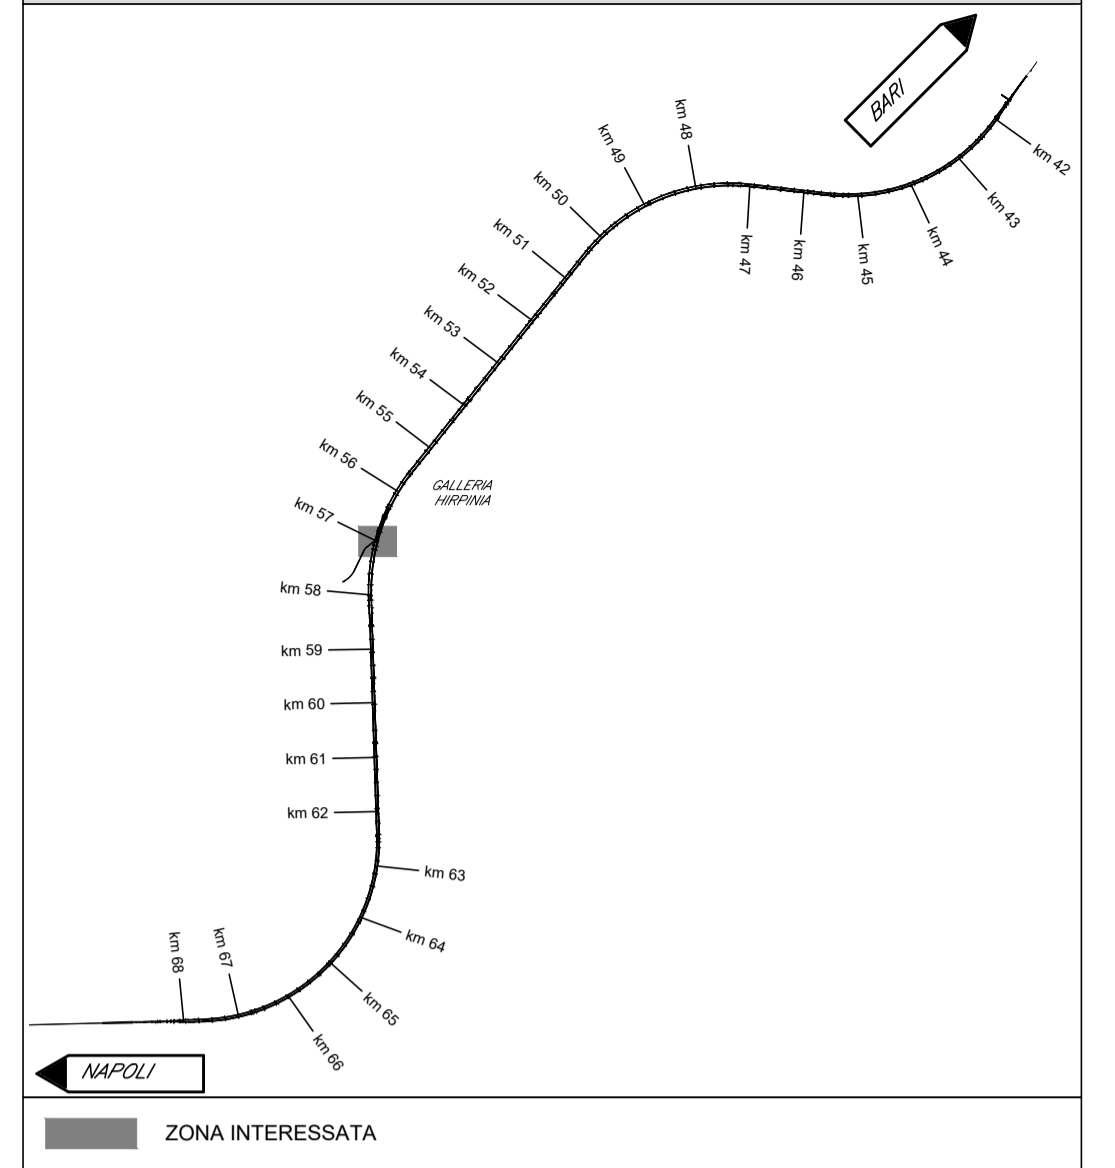 BARI
km 42
km 43
km 44
km 45
km 46
km 47
km 48
km 49
km 50
km 51
km 52
km 53
km 54
km 55
km 56
GALLERIA
HIRPINIA
km 57
km 58
km 59
km 60
km 61
km 62
km 63
km 64
km 65
km 66
km 67
km 68
NAPOLI
ZONA INTERESSATA